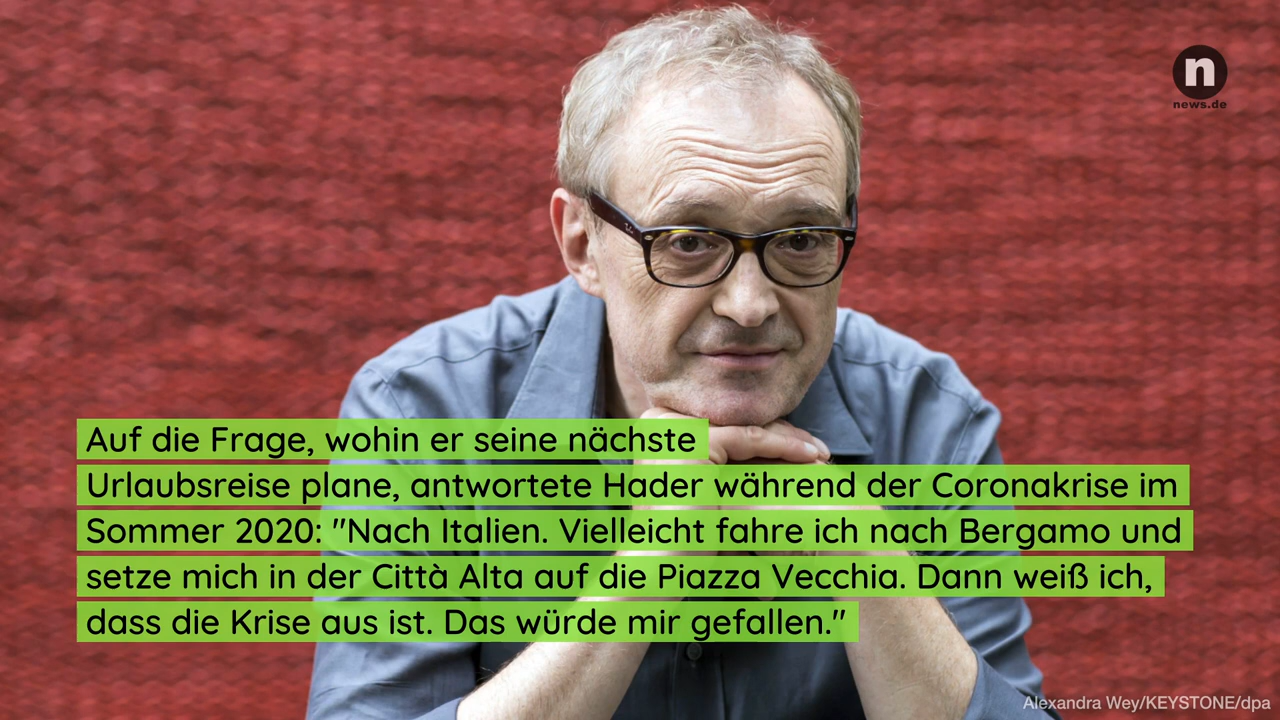 n
news.de
Auf die Frage, wohin er seine nächste
Urlaubsreise plane, antwortete Hader während der Coronakrise im
Sommer 2020: "Nach Italien. Vielleicht fahre ich nach Bergamo und
setze mich in der Città Alta auf die Piazza Vecchia. Dann weiß ich,
dass die Krise aus ist. Das würde mir gefallen."
Alexandra Wey/KEYSTONE/dpa